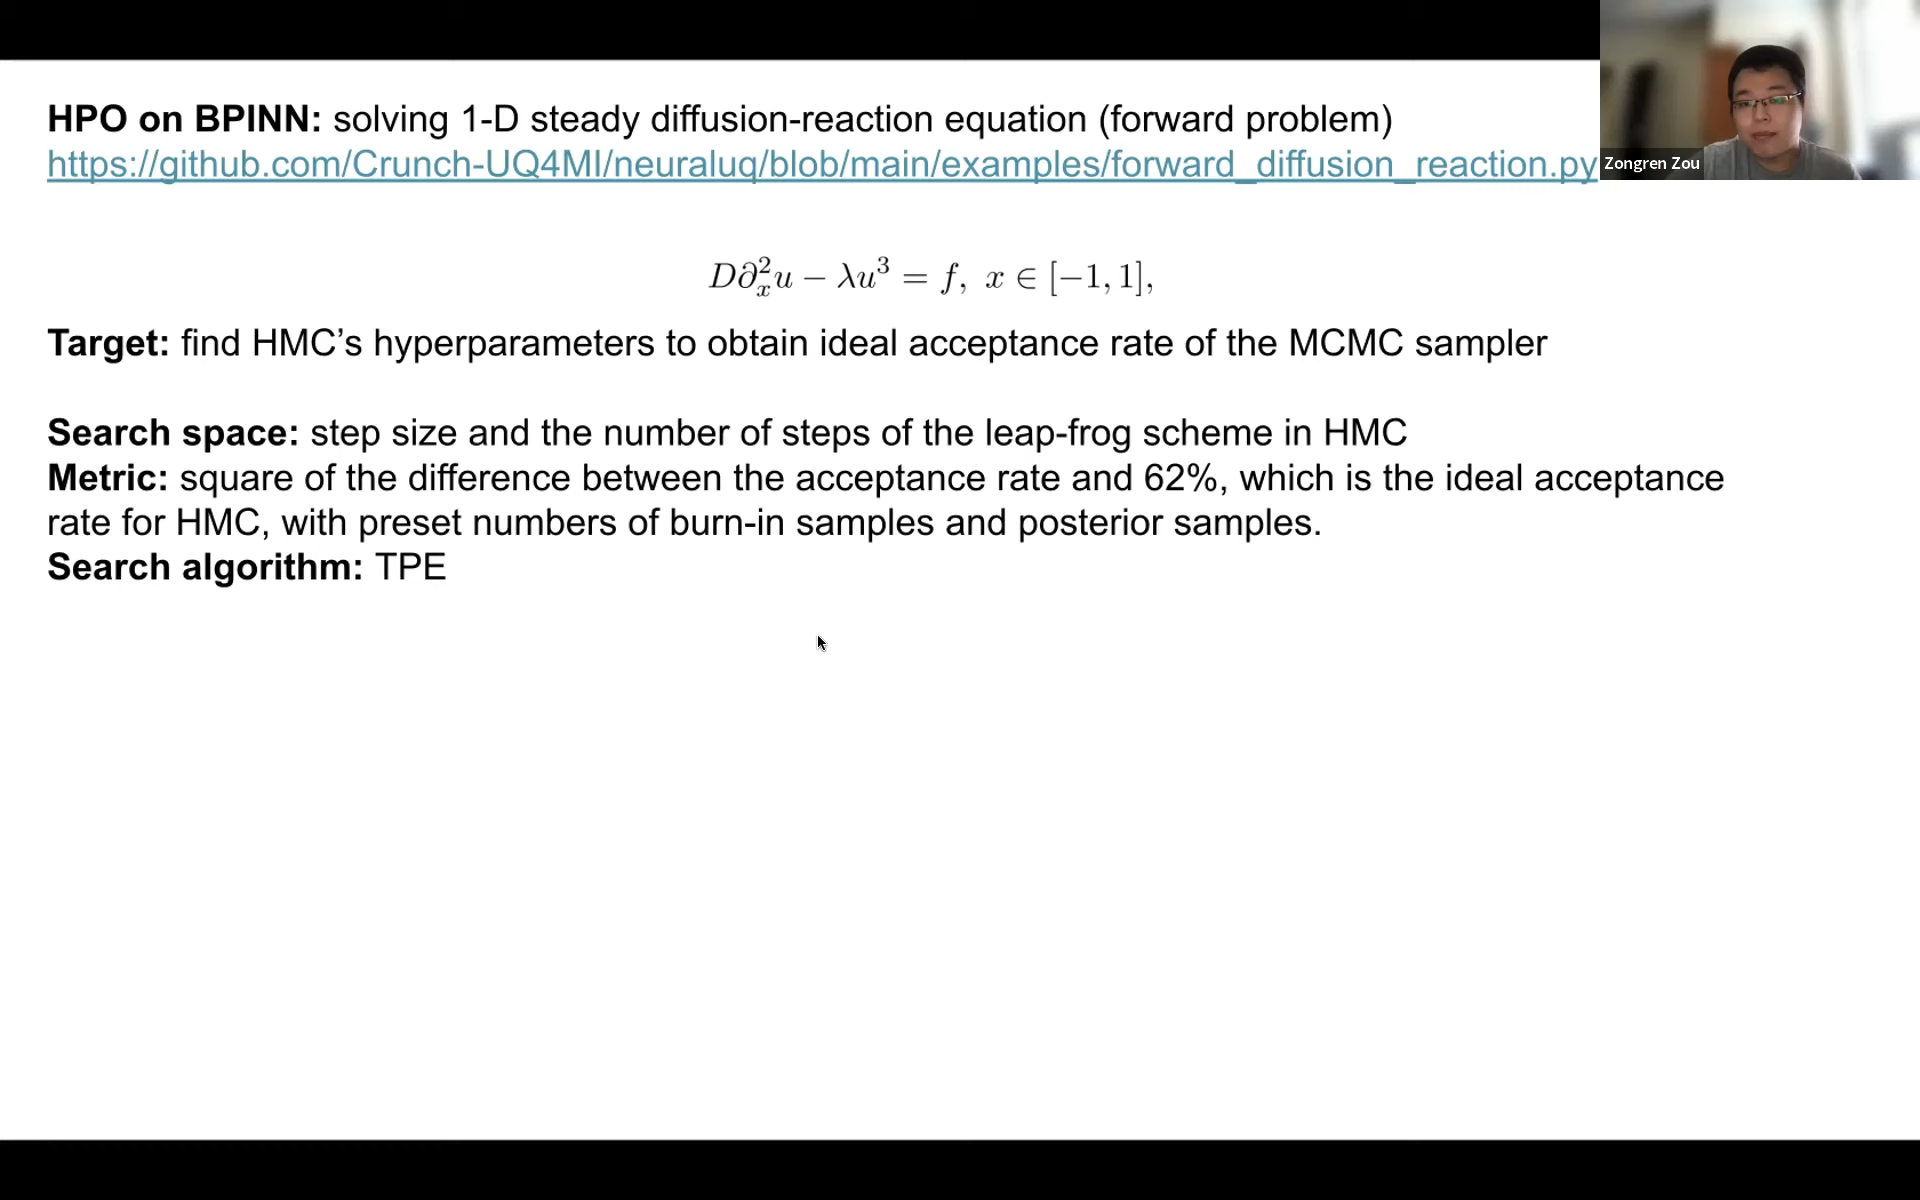 HPO on BPINN: solving 1-D steady diffusion-reaction equation (forward problem)
https://github.com/Crunch-UQ4MI/neuraluq/blob/main/examples/forward_diffusion_reaction.py
Zongren Zou
D∂ₓ²u − λu³ = f, x ∈ [−1, 1],
Target: find HMC’s hyperparameters to obtain ideal acceptance rate of the MCMC sampler
Search space: step size and the number of steps of the leap-frog scheme in HMC
Metric: square of the difference between the acceptance rate and 62%, which is the ideal acceptance
rate for HMC, with preset numbers of burn-in samples and posterior samples.
Search algorithm: TPE